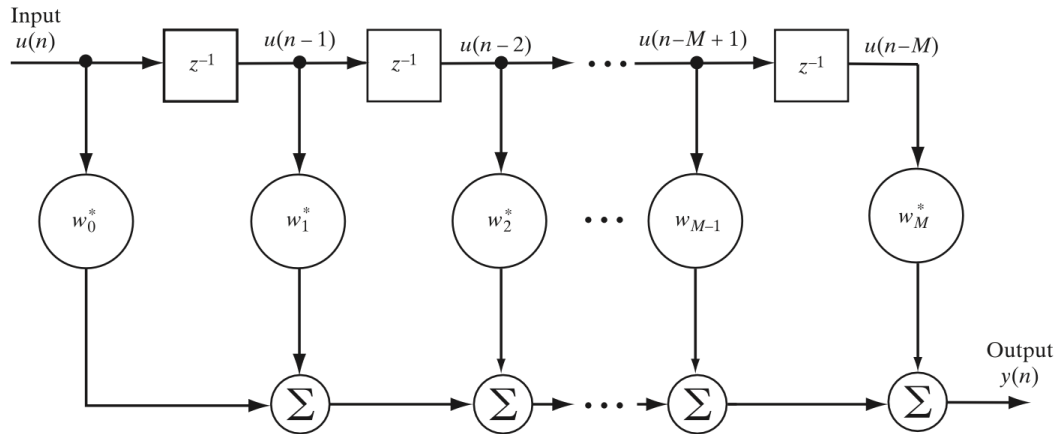 Input
u(n)
z⁻¹
u(n – 1)
z⁻¹
u(n – 2)
• • •
u(n–M + 1)
z⁻¹
u(n–M)
w₀*
w₁*
w₂*
• • •
w_{M–1}
w_M*
Σ
Σ
• • •
Σ
Σ
Output
y(n)